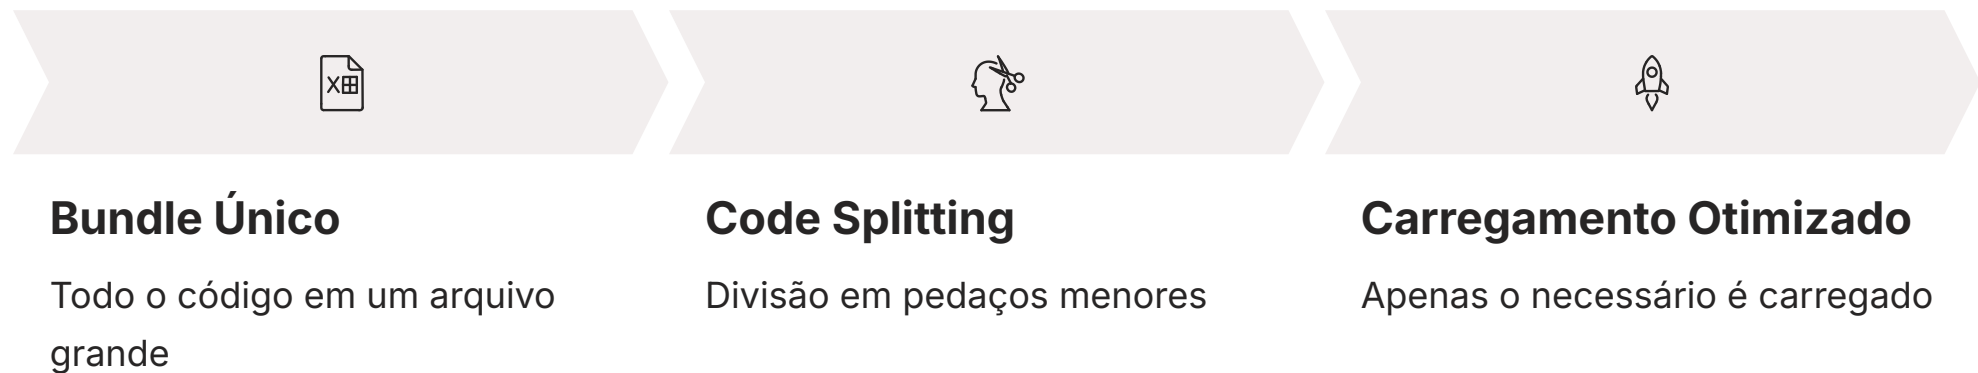 Bundle Único
Todo o código em um arquivo
grande
Code Splitting
Divisão em pedaços menores
Carregamento Otimizado
Apenas o necessário é carregado